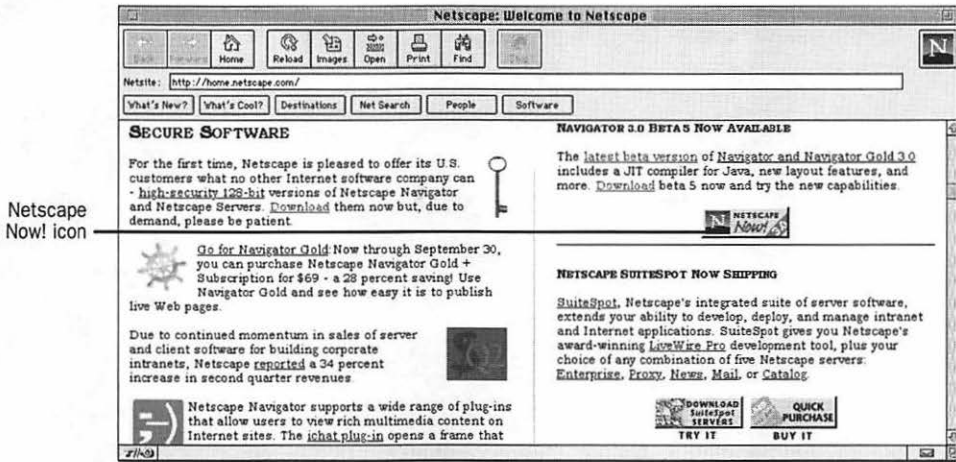 Netscape: Welcome to Netscape
Back Forward Home Reload Images Open Print Find Stop
N
Netsite: http://home.netscape.com/
What's New? What's Cool? Destinations Net Search People Software
SECURE SOFTWARE
For the first time, Netscape is pleased to offer its U.S.
customers what no other Internet software company can
- high-security 128-bit versions of Netscape Navigator
and Netscape Servers. Download them now but, due to
demand, please be patient.
Go for Navigator Gold! Now through September 30,
you can purchase Netscape Navigator Gold +
Subscription for $69 - a 28 percent saving! Use
Navigator Gold and see how easy it is to publish
live Web pages.
Due to continued momentum in sales of server
and client software for building corporate
intranets, Netscape reported a 34 percent
increase in second quarter revenues.
Q2
Netscape Navigator supports a wide range of plug-ins
that allow users to view rich multimedia content on
Internet sites. The ichat plug-in opens a frame that
NAVIGATOR 3.0 BETA 5 NOW AVAILABLE
The latest beta version of Navigator and Navigator Gold 3.0
includes a JIT compiler for Java, new layout features, and
more. Download beta 5 now and try the new capabilities.
N NETSCAPE
Now!
NETSCAPE SUITESPOT NOW SHIPPING
SuiteSpot, Netscape's integrated suite of server software,
extends your ability to develop, deploy, and manage intranet
and Internet applications. SuiteSpot gives you Netscape's
award-winning LiveWire Pro development tool, plus your
choice of any combination of five Netscape servers:
Enterprise, Proxy, News, Mail, or Catalog.
DOWNLOAD
SuiteSpot
SERVERS
TRY IT
QUICK
PURCHASE
BUY IT
Netscape
Now! icon